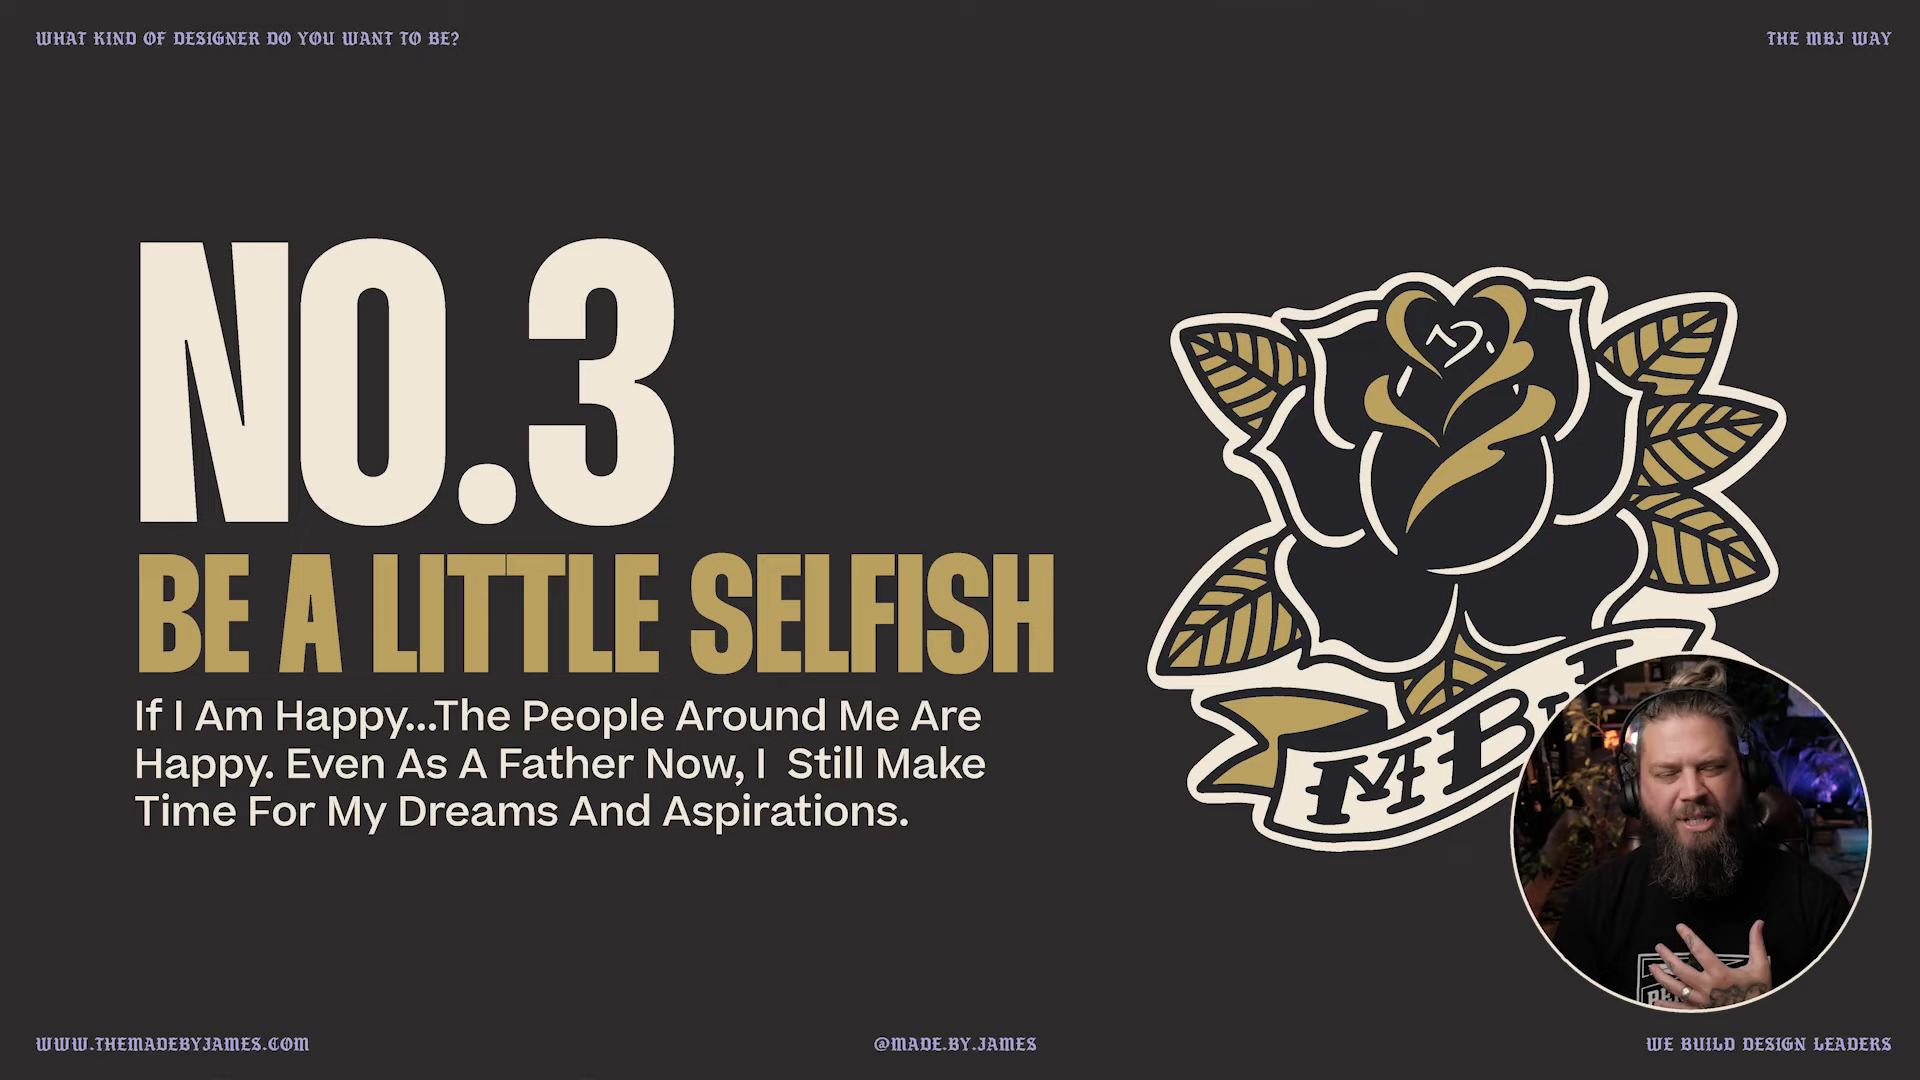 WHAT KIND OF DESIGNER DO YOU WANT TO BE?
THE MBJ WAY
NO.3
BE A LITTLE SELFISH
If I Am Happy...The People Around Me Are
Happy. Even As A Father Now, I  Still Make
Time For My Dreams And Aspirations.
WWW.THEMADEBYJAMES.COM
@MADE.BY.JAMES
WE BUILD DESIGN LEADERS